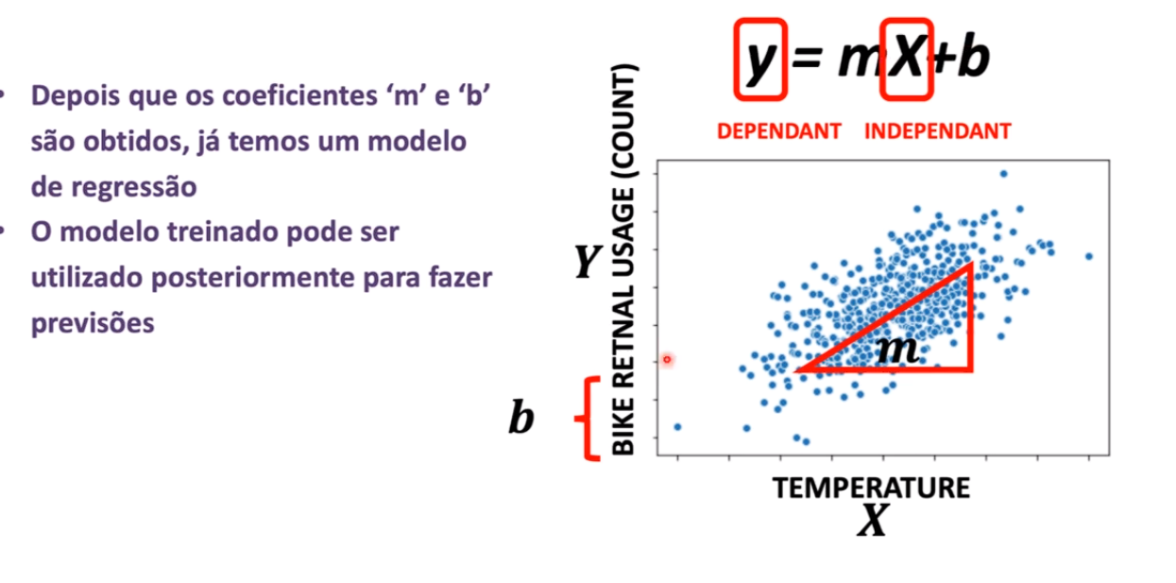 y = mX+b
DEPENDANT INDEPENDANT
• Depois que os coeficientes ‘m’ e ‘b’
são obtidos, já temos um modelo
de regressão
• O modelo treinado pode ser
utilizado posteriormente para fazer
previsões
Y
BIKE RETNAL USAGE (COUNT)
m
b
TEMPERATURE
X